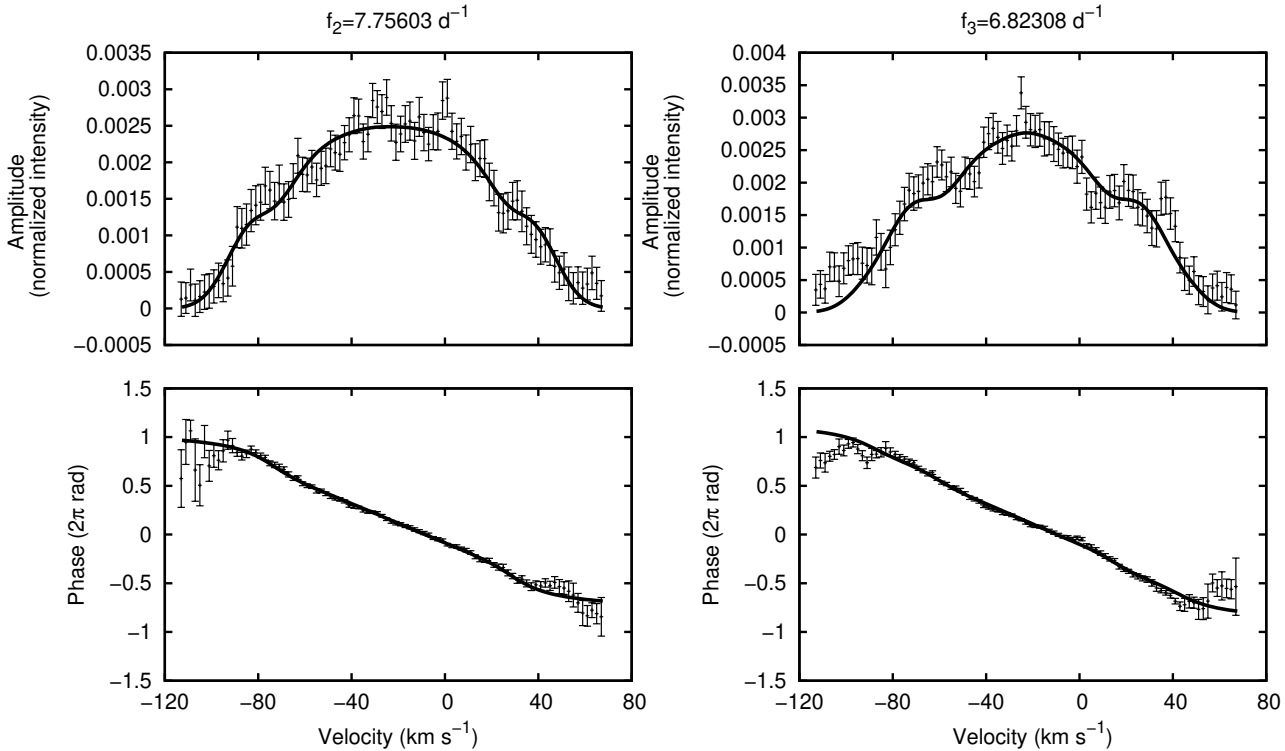 f₂=7.75603 d⁻¹
f₃=6.82308 d⁻¹
Amplitude
(normalized intensity)
0.0035
0.003
0.0025
0.002
0.0015
0.001
0.0005
0
−0.0005
Amplitude
(normalized intensity)
0.004
0.0035
0.003
0.0025
0.002
0.0015
0.001
0.0005
0
−0.0005
Phase (2π rad)
1.5
1
0.5
0
−0.5
−1
−1.5
−120 −80 −40 0 40 80
Velocity (km s⁻¹)
Phase (2π rad)
1.5
1
0.5
0
−0.5
−1
−1.5
−120 −80 −40 0 40 80
Velocity (km s⁻¹)